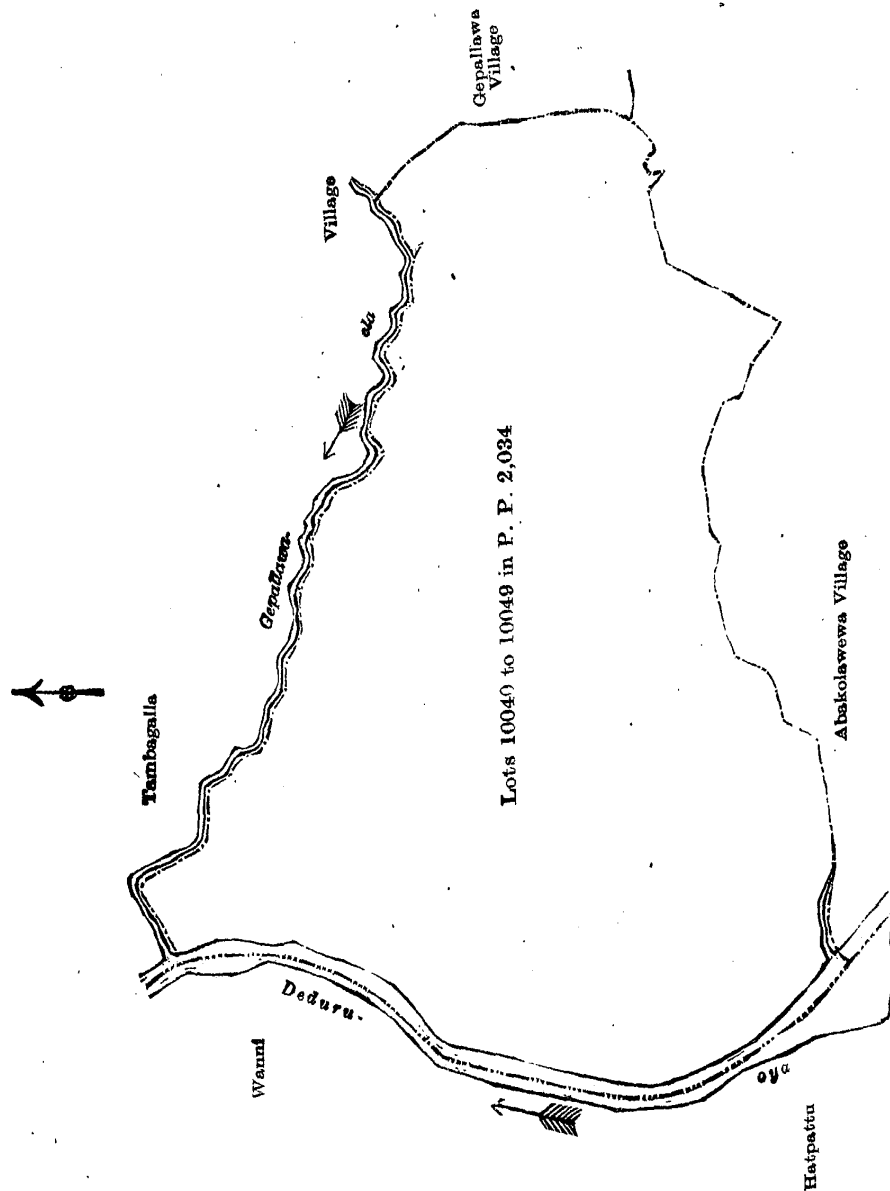 Gepallawa
Village
Village
ela
Gepallawa-
Tambagalla
Lots 10040 to 10049 in P. P. 2,034
Abakolawewa Village
Wanni
Deduru-
oya
Hatpattu